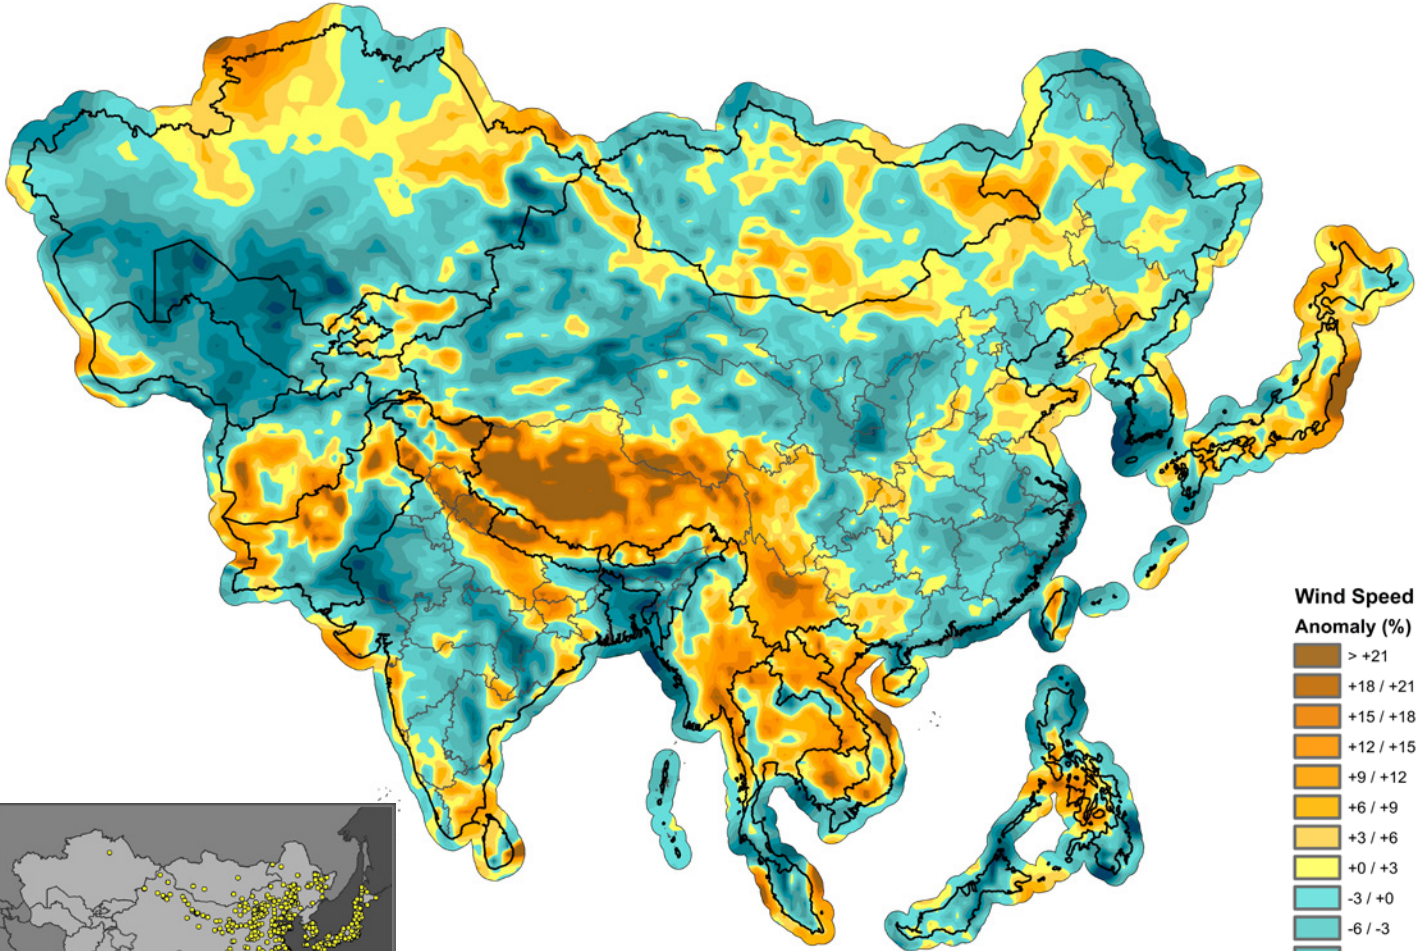 Wind Speed
Anomaly (%)
> +21
+18 / +21
+15 / +18
+12 / +15
+9 / +12
+6 / +9
+3 / +6
+0 / +3
-3 / +0
-6 / -3